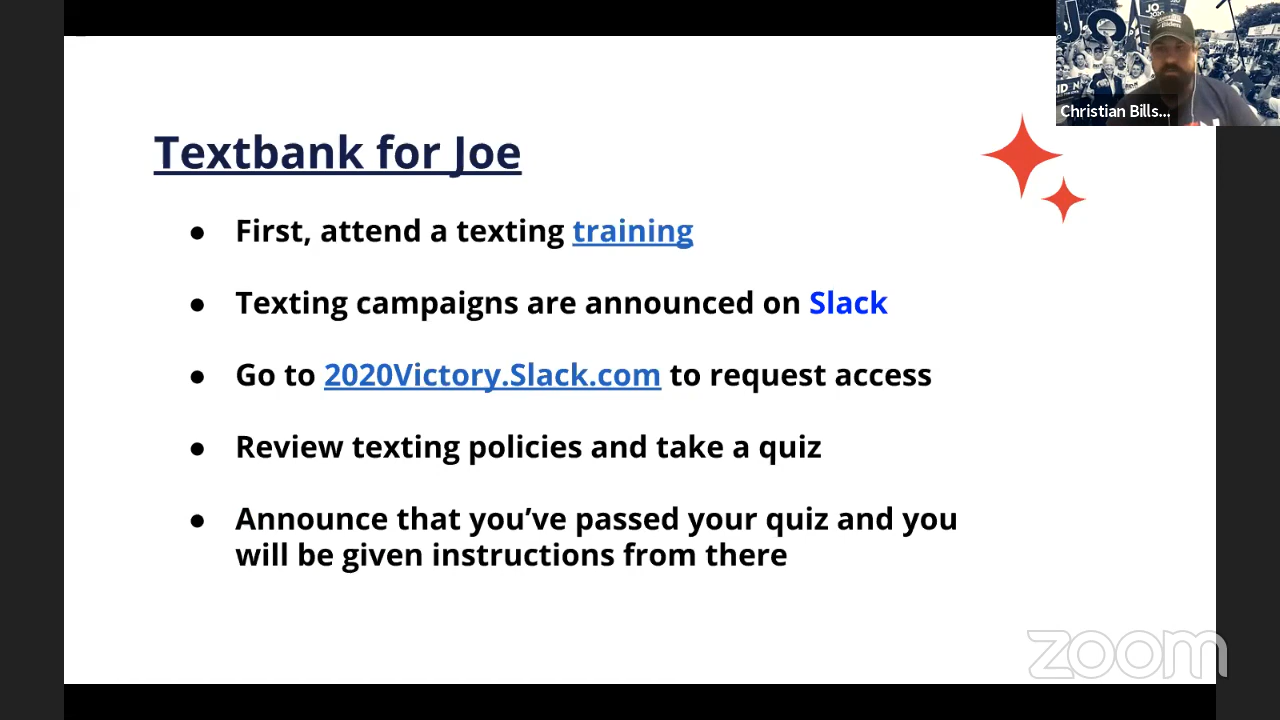 Textbank for Joe
● First, attend a texting training
● Texting campaigns are announced on Slack
● Go to 2020Victory.Slack.com to request access
● Review texting policies and take a quiz
● Announce that you’ve passed your quiz and you
will be given instructions from there
Christian Bills...
zoom